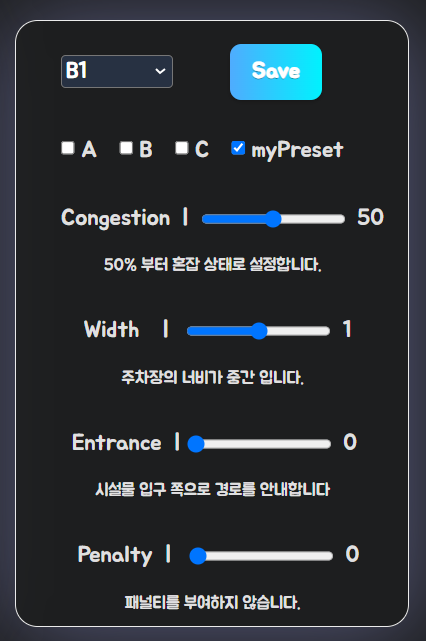 B1 Save
A B C myPreset
Congestion | 50
50% 부터 혼잡 상태로 설정합니다.
Width | 1
주차장의 너비가 중간 입니다.
Entrance | 0
시설물 입구 쪽으로 경로를 안내합니다
Penalty | 0
패널티를 부여하지 않습니다.